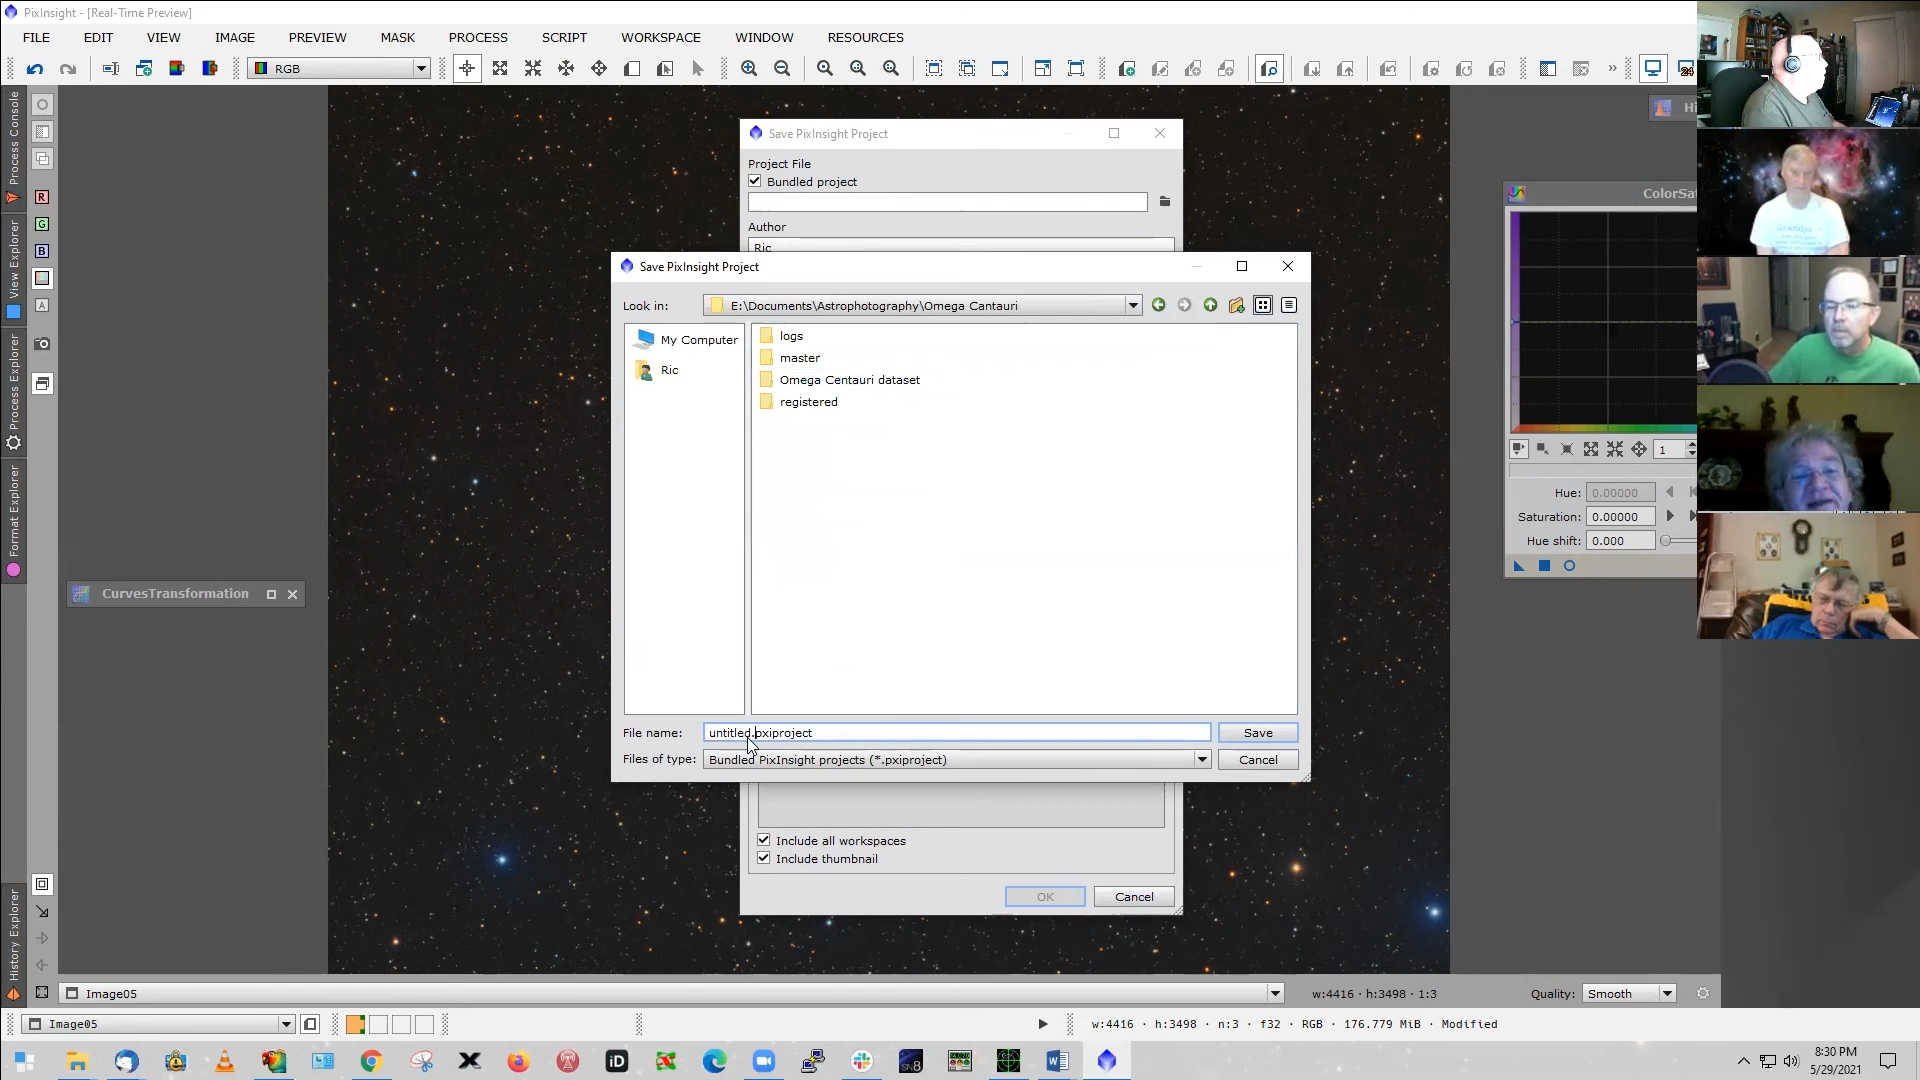 PixInsight - [Real-Time Preview]
FILE EDIT VIEW IMAGE PREVIEW MASK PROCESS SCRIPT WORKSPACE WINDOW RESOURCES
RGB
Process Console
View Explorer
Process Explorer
Format Explorer
History Explorer
R
G
B
A
CurvesTransformation
Save PixInsight Project
Project File
Bundled project
Author
Ric
Save PixInsight Project
Look in: E:\Documents\Astrophotography\Omega Cantauri
My Computer
Ric
logs
master
Omega Centauri dataset
registered
File name: untitled.pxiproject Save
Files of type: Bundled PixInsight projects (*.pxiproject) Cancel
Include all workspaces
Include thumbnail
OK Cancel
Hi
ColorSa
1
Hue: 0.00000
Saturation: 0.00000
Hue shift: 0.000
Image05 w:4416 · h:3498 · 1:3 Quality: Smooth
Image05 w:4416 · h:3498 · n:3 · f32 · RGB · 176.779 MiB · Modified
8:30 PM
5/29/2021